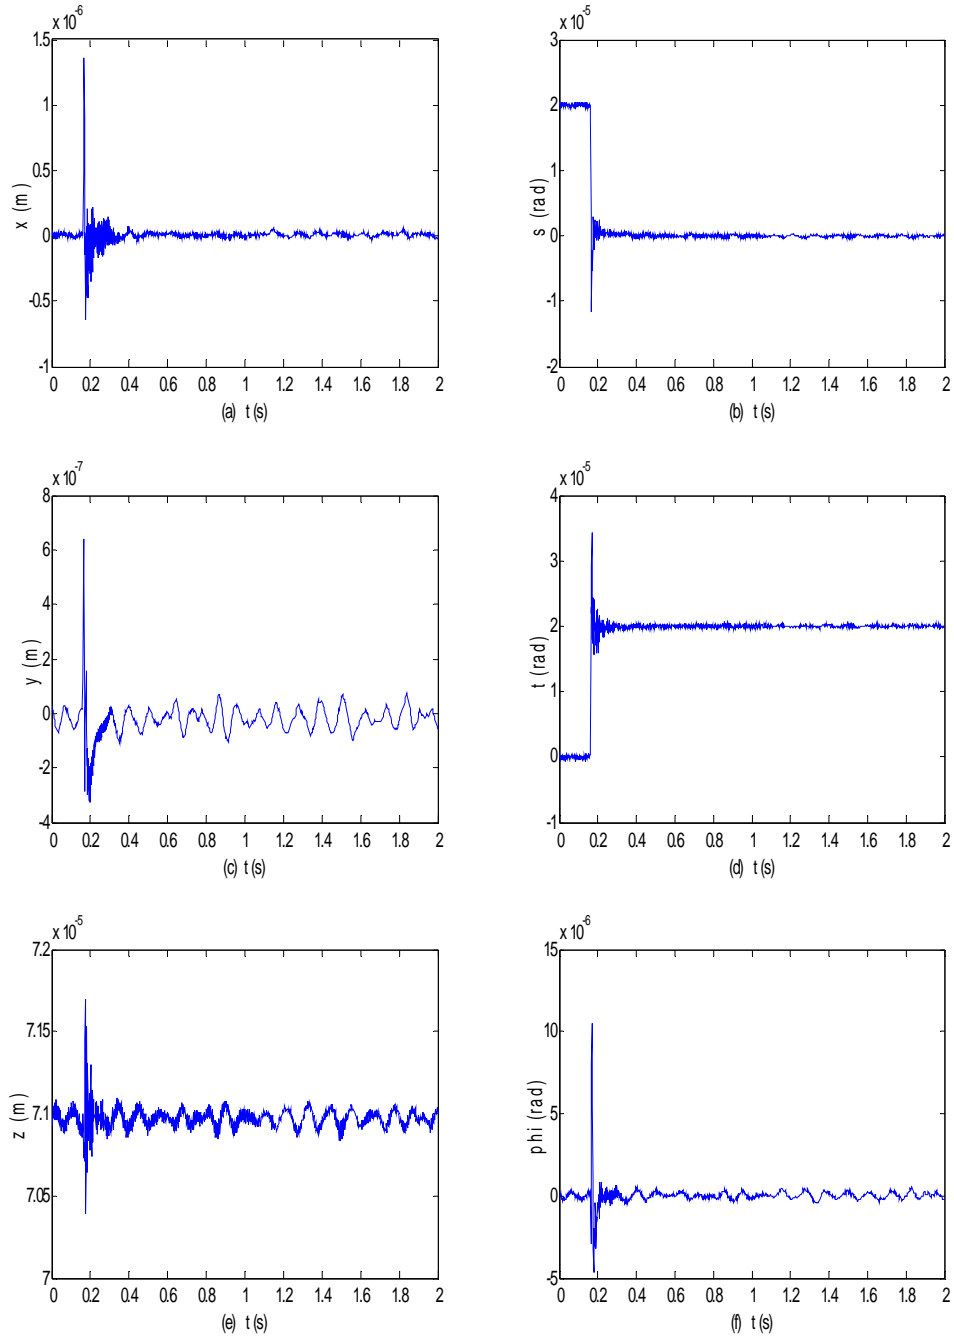 x 10-6
1.5
1
0.5
0
-0.5
-1
x (m)
0 0.2 0.4 0.6 0.8 1 1.2 1.4 1.6 1.8 2
(a) t (s)
x 10-5
3
2
1
0
-1
-2
s (rad)
0 0.2 0.4 0.6 0.8 1 1.2 1.4 1.6 1.8 2
(b) t (s)
x 10-7
8
6
4
2
0
-2
-4
y (m)
0 0.2 0.4 0.6 0.8 1 1.2 1.4 1.6 1.8 2
(c) t (s)
x 10-5
4
3
2
1
0
-1
t (rad)
0 0.2 0.4 0.6 0.8 1 1.2 1.4 1.6 1.8 2
(d) t (s)
x 10-5
7.2
7.15
7.1
7.05
7
z (m)
0 0.2 0.4 0.6 0.8 1 1.2 1.4 1.6 1.8 2
(e) t (s)
x 10-6
15
10
5
0
-5
phi (rad)
0 0.2 0.4 0.6 0.8 1 1.2 1.4 1.6 1.8 2
(f) t (s)